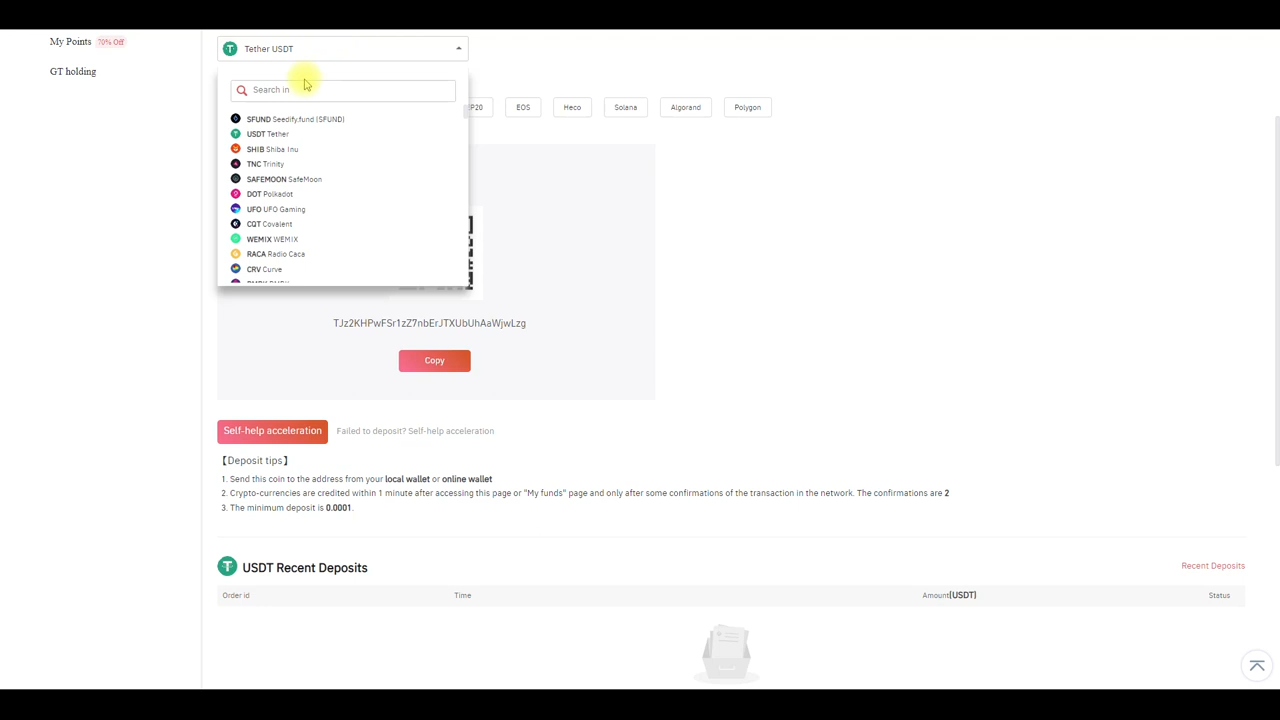 My Points 70% Off
GT holding
Tether USDT
Search in
P20 EOS Heco Solana Algorand Polygon
SFUND Seedify.fund (SFUND)
USDT Tether
SHIB Shiba Inu
TNC Trinity
SAFEMOON SafeMoon
DOT Polkadot
UFO UFO Gaming
CQT Covalent
WEMIX WEMIX
RACA Radio Caca
CRV Curve
TJz2KHPwFSr1zZ7nbErJTXUbUhAaWjwLzg
Copy
Self-help acceleration Failed to deposit? Self-help acceleration
【Deposit tips】
1. Send this coin to the address from your local wallet or online wallet
2. Crypto-currencies are credited within 1 minute after accessing this page or "My funds" page and only after some confirmations of the transaction in the network. The confirmations are 2
3. The minimum deposit is 0.0001.
USDT Recent Deposits Recent Deposits
Order id Time Amount(USDT) Status